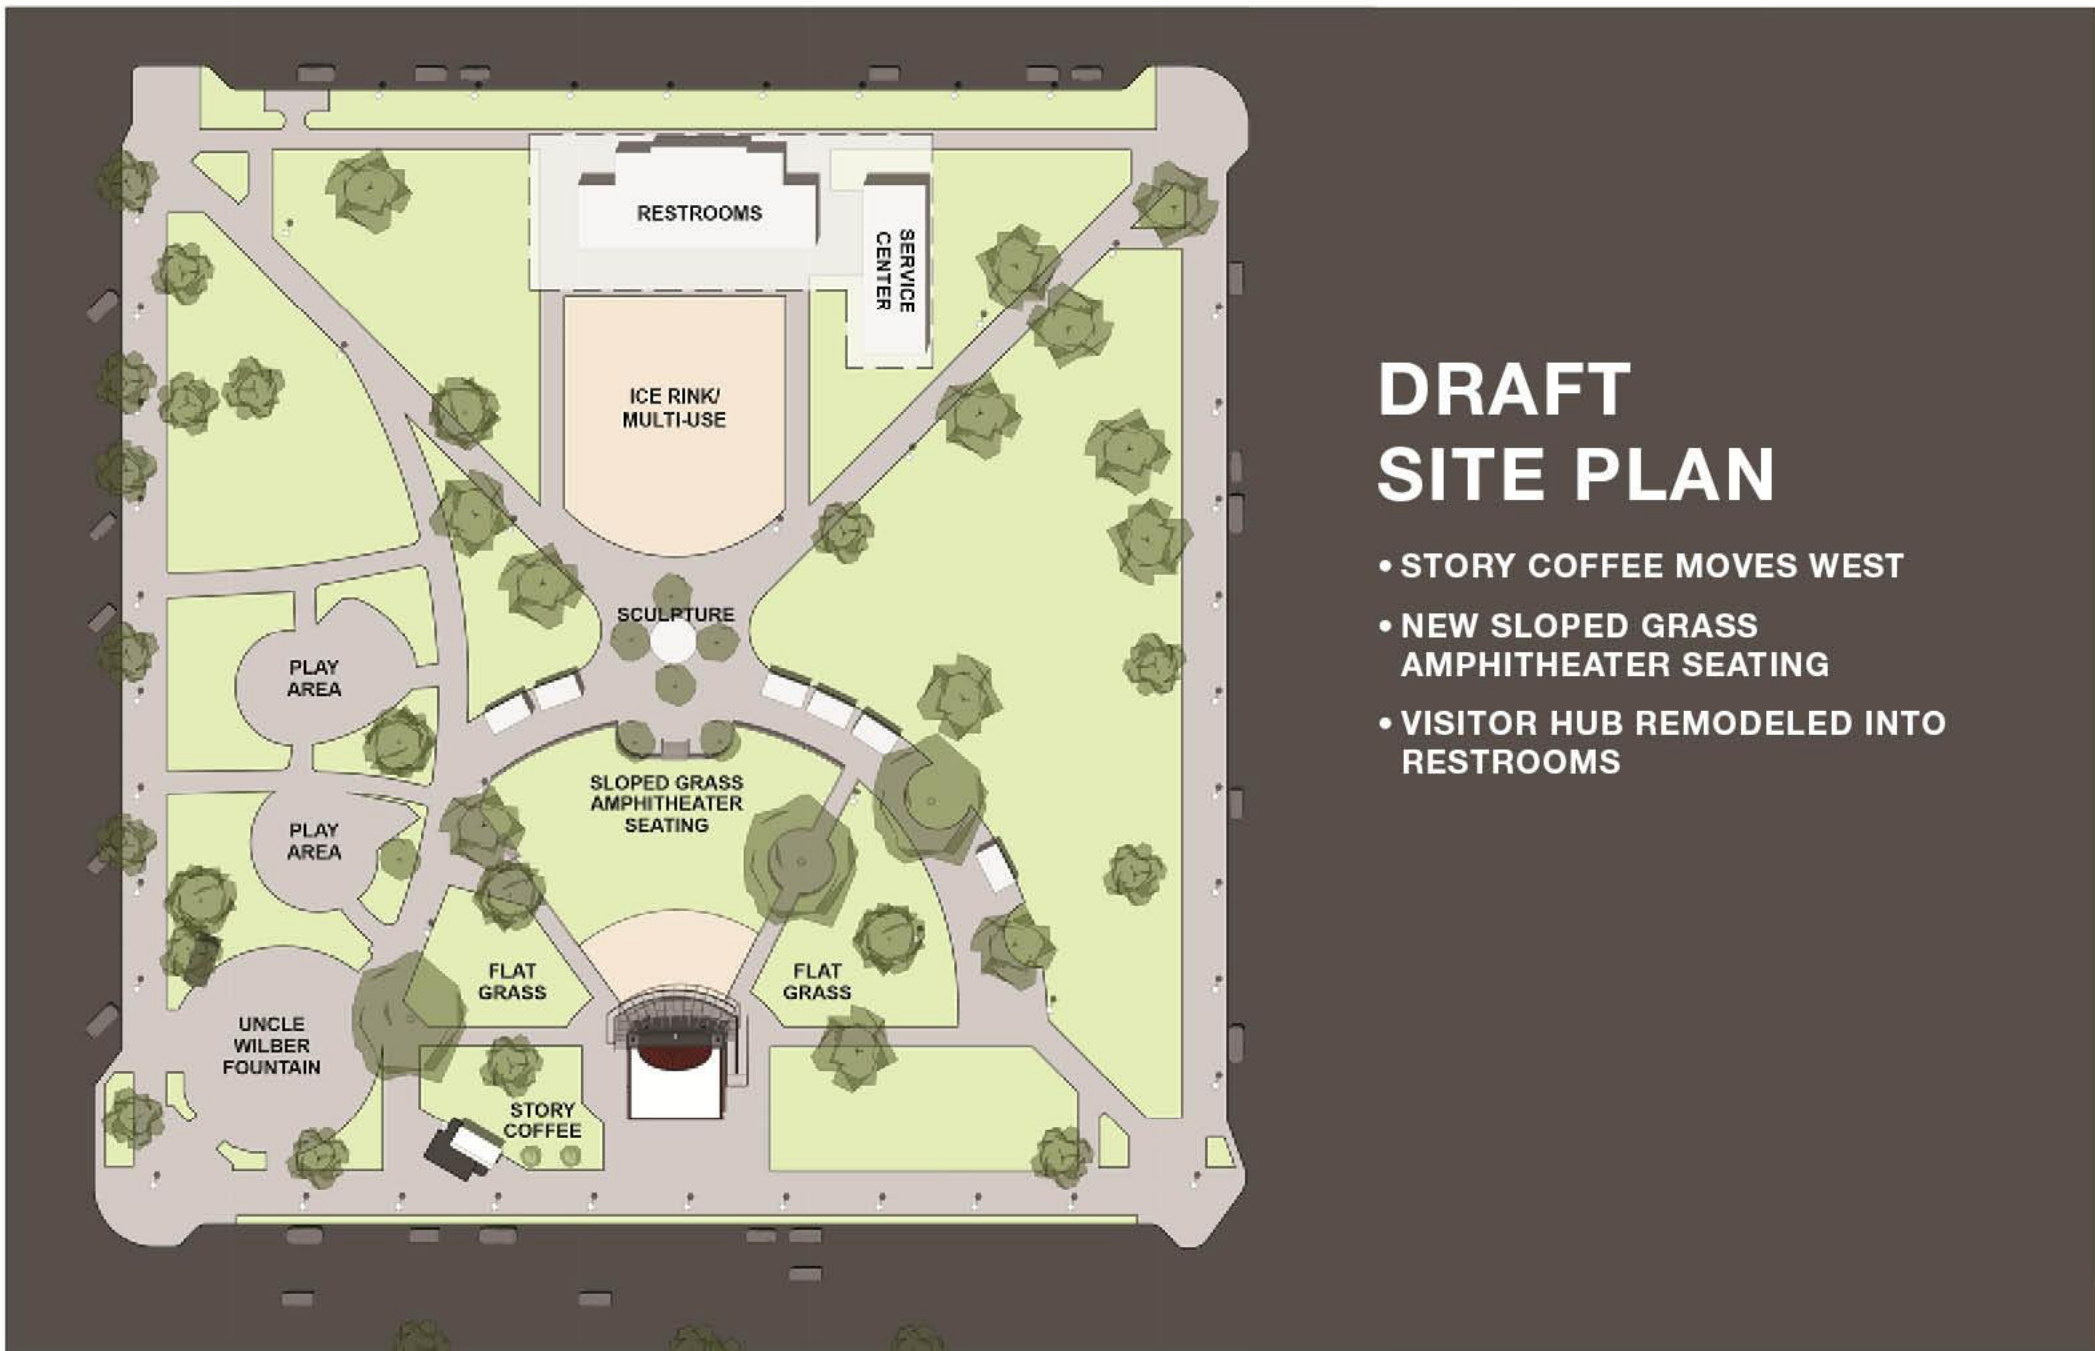 RESTROOMS
SERVICE
CENTER
ICE RINK/
MULTI-USE
SCULPTURE
PLAY
AREA
SLOPED GRASS
AMPHITHEATER
SEATING
PLAY
AREA
FLAT
GRASS
FLAT
GRASS
UNCLE
WILBER
FOUNTAIN
STORY
COFFEE
DRAFT
SITE PLAN
• STORY COFFEE MOVES WEST
• NEW SLOPED GRASS
AMPHITHEATER SEATING
• VISITOR HUB REMODELED INTO
RESTROOMS